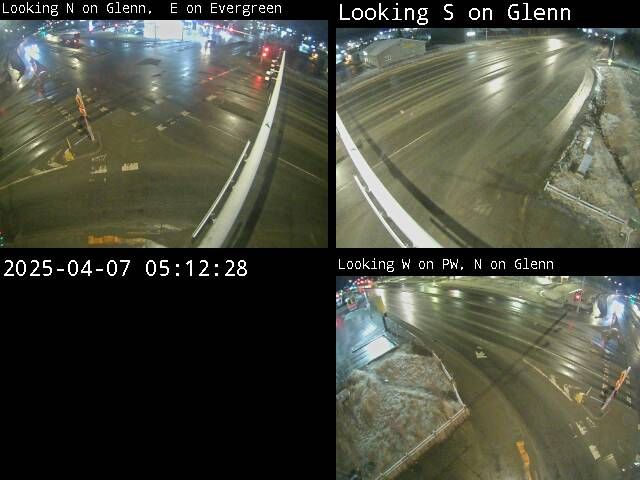 Looking N on Glenn,  E on Evergreen
Looking S on Glenn
2025-04-07 05:12:28
Looking W on PW, N on Glenn